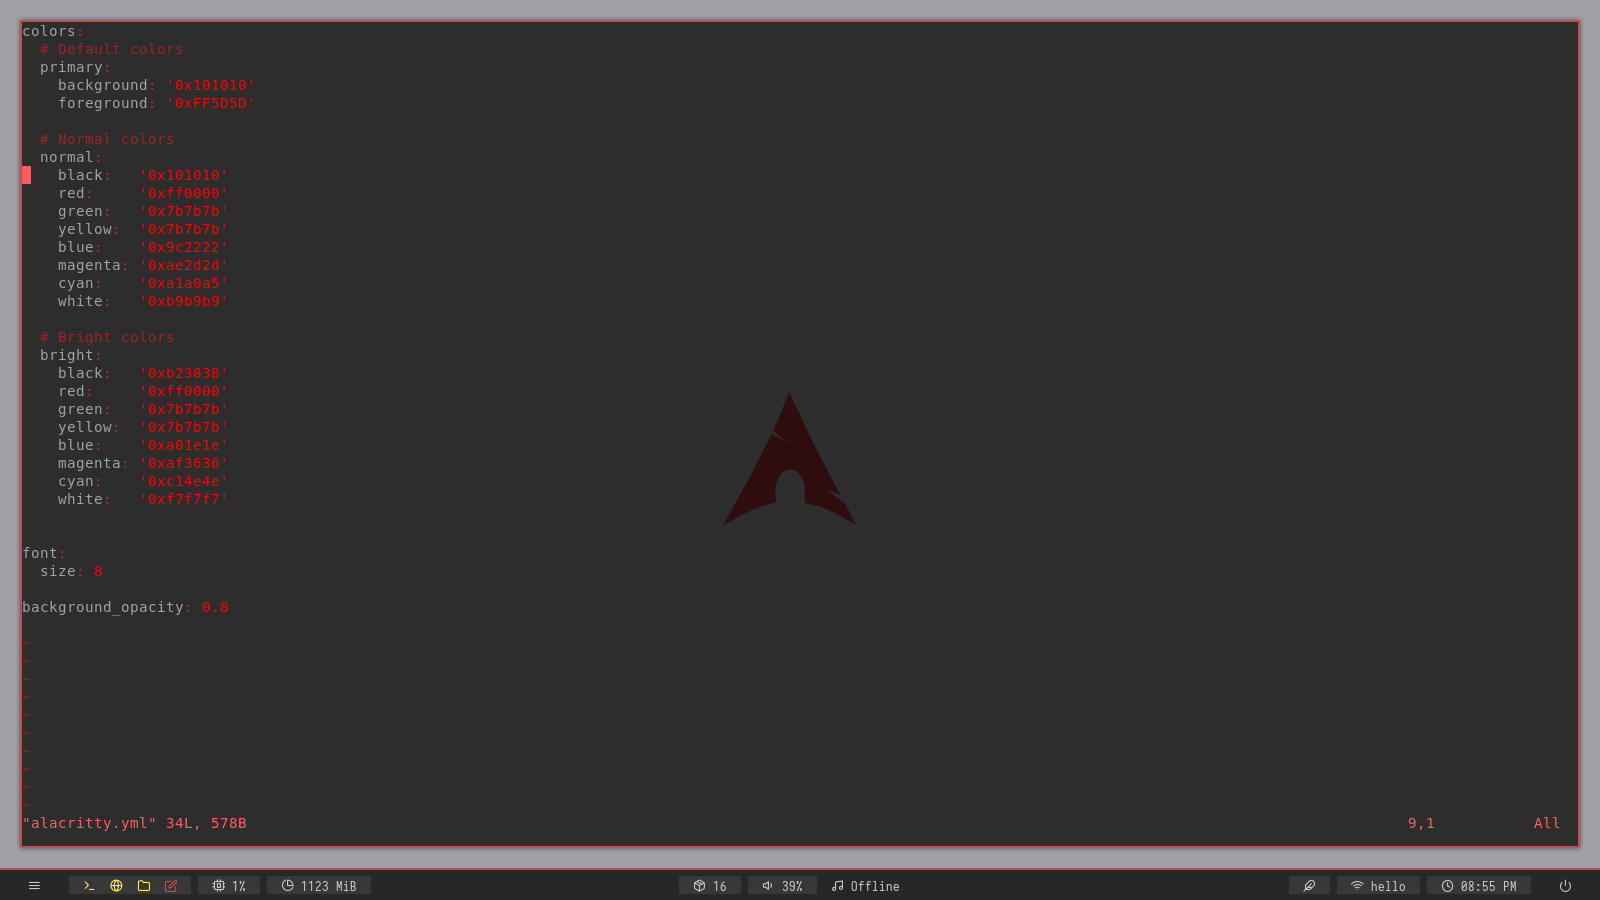 colors:
  # Default colors
  primary:
    background: '0x101010'
    foreground: '0xFF5D5D'

  # Normal colors
  normal:
    black:   '0x101010'
    red:     '0xff0000'
    green:   '0x7b7b7b'
    yellow:  '0x7b7b7b'
    blue:    '0x9c2222'
    magenta: '0xae2d2d'
    cyan:    '0xa1a0a5'
    white:   '0xb9b9b9'

  # Bright colors
  bright:
    black:   '0xb23838'
    red:     '0xff0000'
    green:   '0x7b7b7b'
    yellow:  '0x7b7b7b'
    blue:    '0xa01e1e'
    magenta: '0xaf3636'
    cyan:    '0xc14e4e'
    white:   '0xf7f7f7'


font:
  size: 8

background_opacity: 0.8

~
~
~
~
~
~
~
~
~
~
"alacritty.yml" 34L, 578B 9,1 All
1% 1123 MiB 16 39% Offline hello 08:55 PM